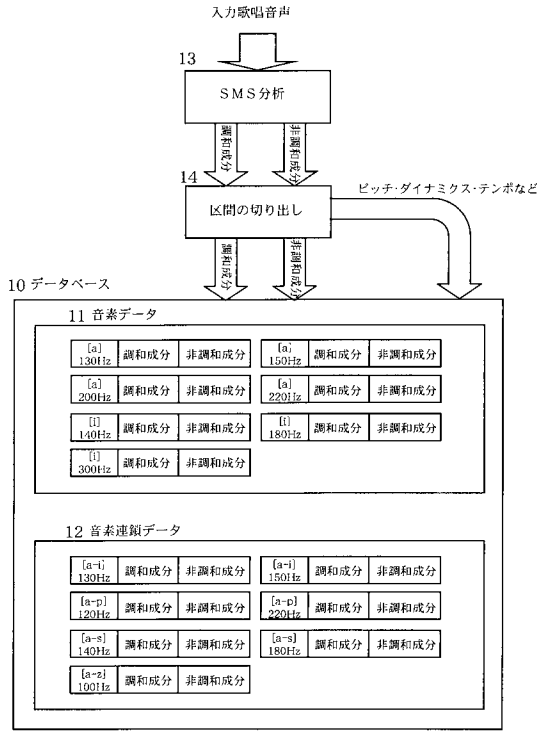 入力歌唱音声
13
SMS分析
調和成分
非調和成分
14
区間の切り出し
ピッチ・ダイナミクス・テンポなど
調和成分
非調和成分
10 データベース
11 音素データ
[a] 130Hz 調和成分 非調和成分
[a] 150Hz 調和成分 非調和成分
[a] 200Hz 調和成分 非調和成分
[a] 220Hz 調和成分 非調和成分
[i] 140Hz 調和成分 非調和成分
[i] 180Hz 調和成分 非調和成分
[i] 300Hz 調和成分 非調和成分
12 音素連鎖データ
[a-i] 130Hz 調和成分 非調和成分
[a-i] 150Hz 調和成分 非調和成分
[a-p] 120Hz 調和成分 非調和成分
[a-p] 220Hz 調和成分 非調和成分
[a-s] 140Hz 調和成分 非調和成分
[a-s] 180Hz 調和成分 非調和成分
[a-z] 100Hz 調和成分 非調和成分